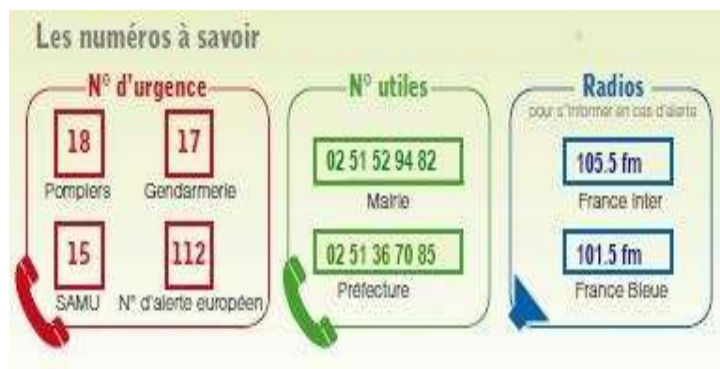 Les numéros à savoir
N° d'urgence
18
Pompiers
17
Gendarmerie
15
SAMU
112
N° d'alerte européen
N° utiles
02 51 52 94 82
Mairie
02 51 36 70 85
Préfecture
Radios
pour s'informer en cas d'alerte
105.5 fm
France Inter
101.5 fm
France Bleue